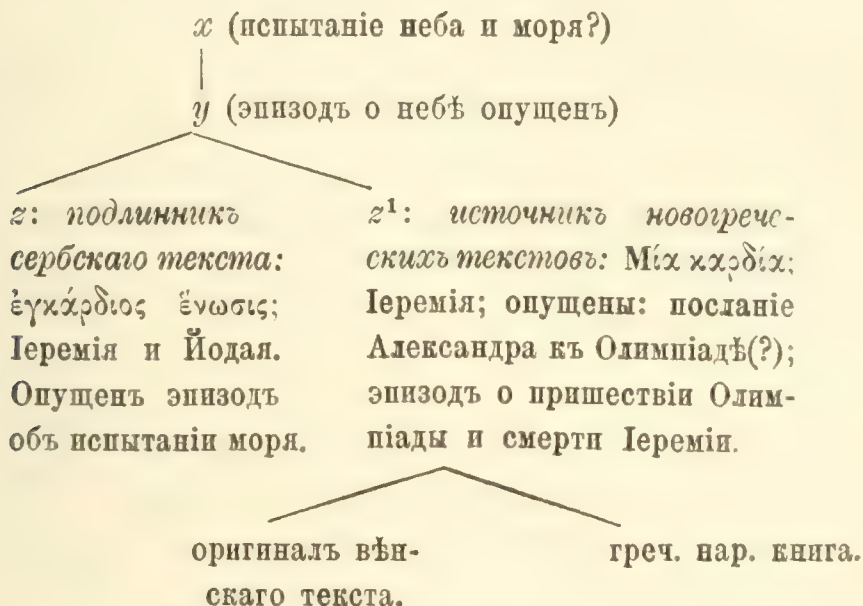 x (испытаніе неба и моря?)
y (эпизодъ о небѣ опущенъ)
z: подлинникъ
сербскаго текста:
ἐγκάρδιος ἕνωσις;
Іеремія и Йодая.
Опущенъ эпизодъ
объ испытаніи моря.
z¹: источникъ новогрече-
скихъ текстовъ: Μία καρδία;
Іеремія; опущены: посланіе
Александра къ Олимпіадѣ(?);
эпизодъ о пришествіи Олим-
піады и смерти Іереміи.
оригиналъ вѣн-
скаго текста.
греч. нар. книга.